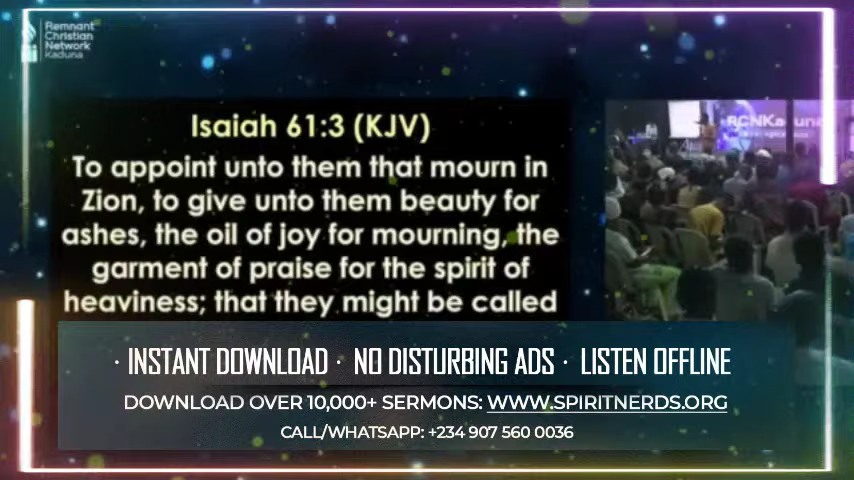 Remnant
Christian
Network
Kaduna
Isaiah 61:3 (KJV)
To appoint unto them that mourn in
Zion, to give unto them beauty for
ashes, the oil of joy for mourning, the
garment of praise for the spirit of
heaviness; that they might be called
RCNKaduna
· INSTANT DOWNLOAD · NO DISTURBING ADS · LISTEN OFFLINE
DOWNLOAD OVER 10,000+ SERMONS: WWW.SPIRITNERDS.ORG
CALL/WHATSAPP: +234 907 560 0036